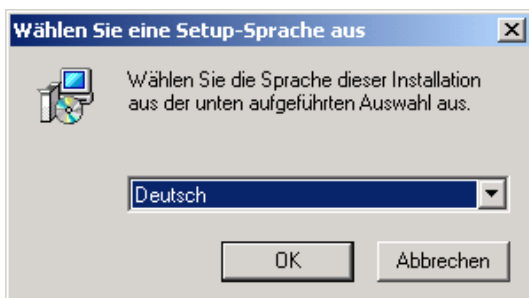 Wählen Sie eine Setup-Sprache aus
Wählen Sie die Sprache dieser Installation
aus der unten aufgeführten Auswahl aus.
Deutsch
OK
Abbrechen